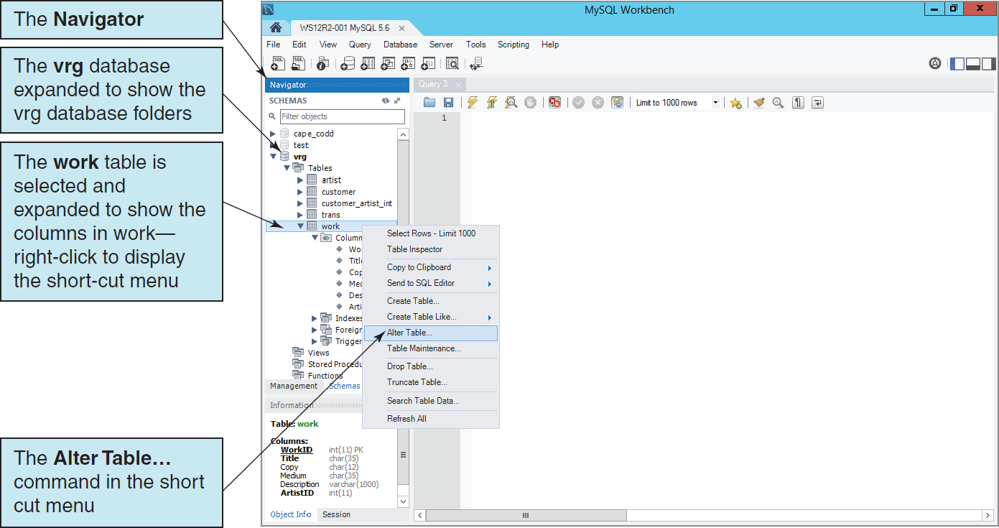 The Navigator
The vrg database
expanded to show the
vrg database folders
The work table is
selected and
expanded to show the
columns in work—
right-click to display
the short-cut menu
The Alter Table...
command in the short
cut menu
MySQL Workbench
WS12R2-001 MySQL 5.6
File Edit View Query Database Server Tools Scripting Help
Navigator
SCHEMAS
Filter objects
cape_codd
test
vrg
Tables
artist
customer
customer_artist_int
trans
work
Column
Wo
Title
Cop
Med
Des
Arti
Indexes
Foreign
Trigger
Views
Stored Procedu
Functions
Management Schemas
Information
Table: work
Columns:
WorkID int(11) PK
Title char(35)
Copy char(12)
Medium char(35)
Description varchar(1000)
ArtistID int(11)
Object Info Session
Select Rows - Limit 1000
Table Inspector
Copy to Clipboard
Send to SQL Editor
Create Table...
Create Table Like...
Alter Table...
Table Maintenance...
Drop Table...
Truncate Table...
Search Table Data...
Refresh All
Query 3
Limit to 1000 rows
1